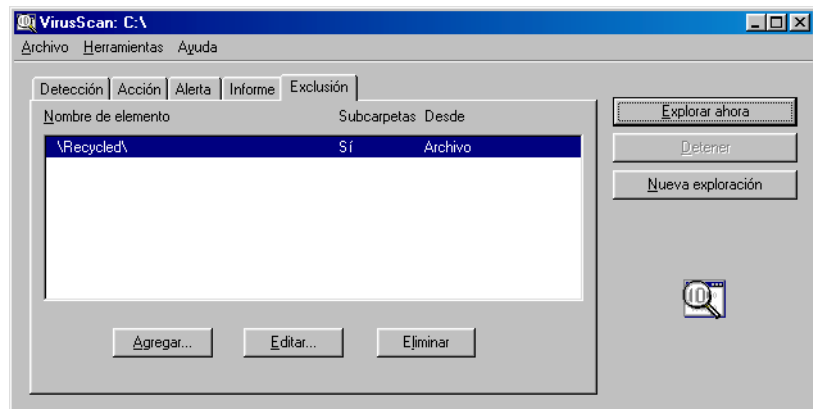 VirusScan: C:\
Archivo Herramientas Ayuda
Detección Acción Alerta Informe Exclusión
Nombre de elemento Subcarpetas Desde
\Recycled\ Sí Archivo
Agregar... Editar... Eliminar
Explorar ahora
Detener
Nueva exploración